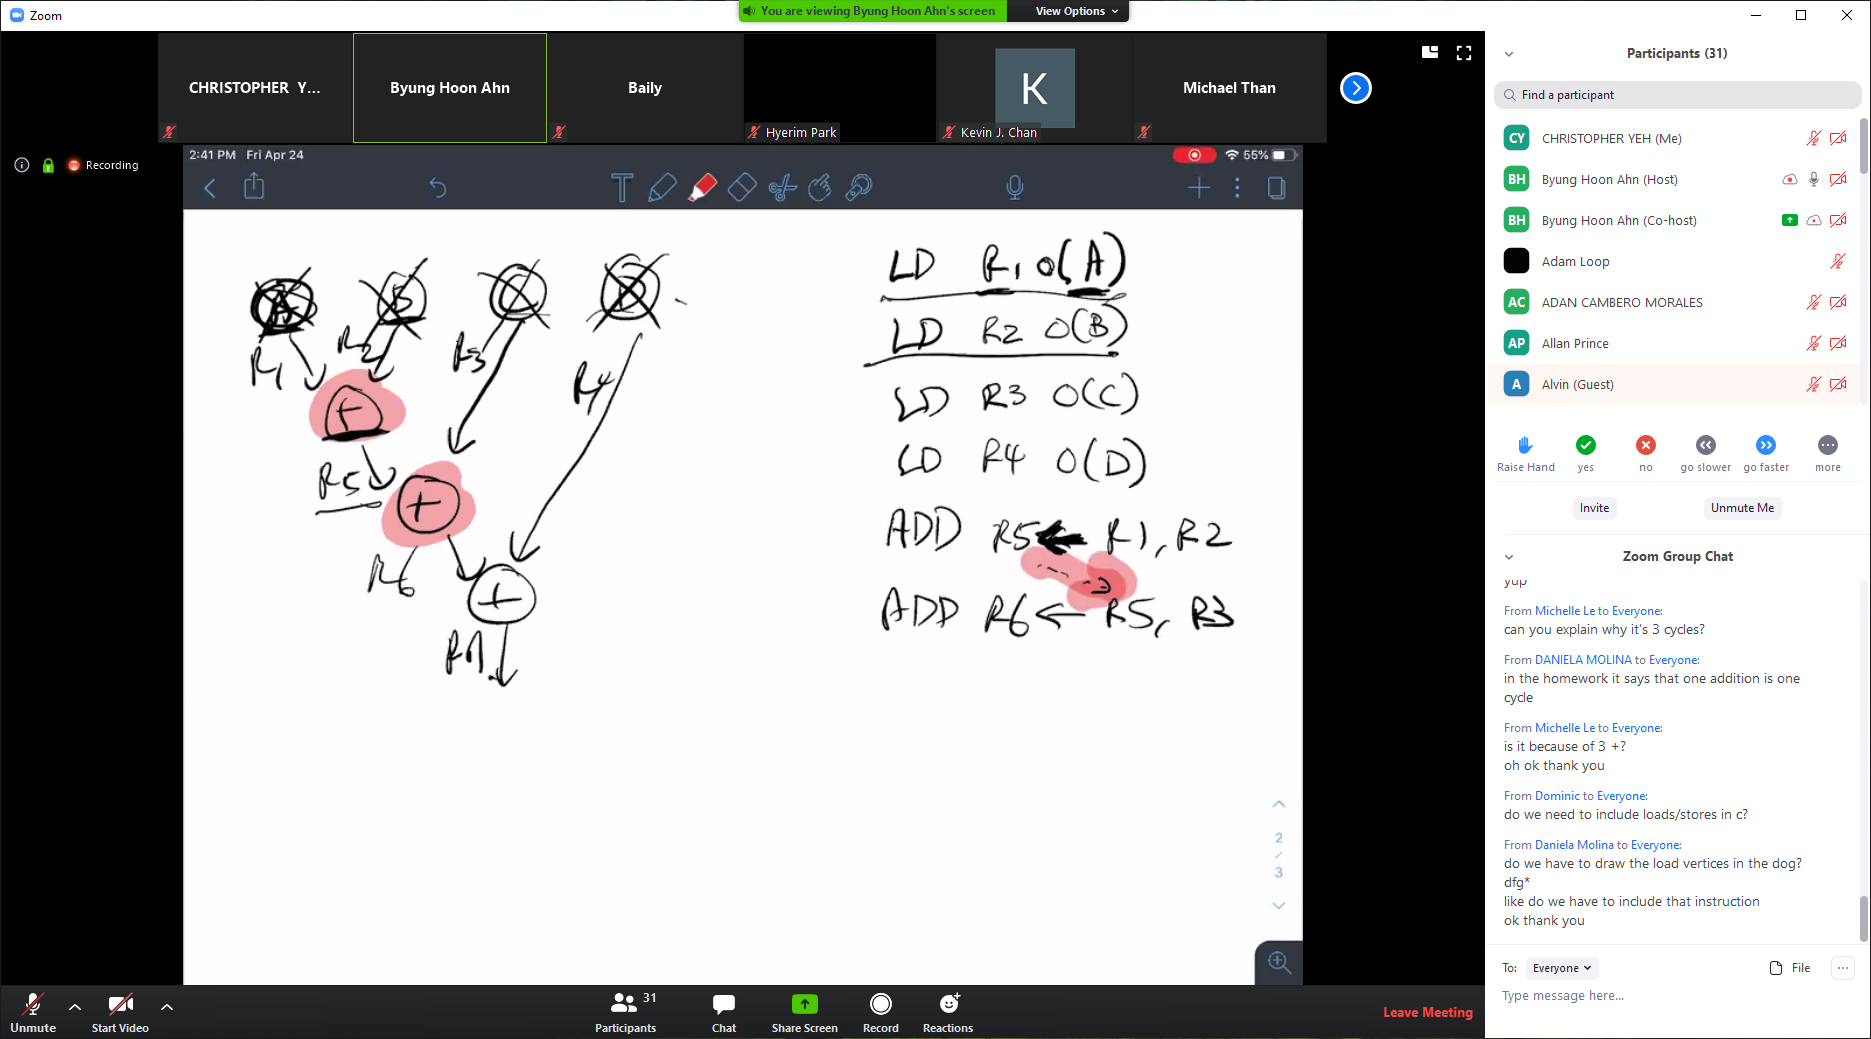 Zoom
You are viewing Byung Hoon Ahn's screen
View Options
CHRISTOPHER Y...
Byung Hoon Ahn
Baily
Hyerim Park
K
Kevin J. Chan
Michael Than
Recording
2:41 PM Fri Apr 24
55%
A B C D
R1 R2 R3 R4
+
R5
+
R6
+
R7
LD R1 0(A)
LD R2 0(B)
LD R3 0(C)
LD R4 0(D)
ADD R5 ← R1, R2
ADD R6 ← R5, R3
2
3
Participants (31)
Find a participant
CY CHRISTOPHER YEH (Me)
BH Byung Hoon Ahn (Host)
BH Byung Hoon Ahn (Co-host)
Adam Loop
AC ADAN CAMBERO MORALES
AP Allan Prince
A Alvin (Guest)
Raise Hand yes no go slower go faster more
Invite Unmute Me
Zoom Group Chat
yup
From Michelle Le to Everyone:
can you explain why it's 3 cycles?
From DANIELA MOLINA to Everyone:
in the homework it says that one addition is one
cycle
From Michelle Le to Everyone:
is it because of 3 +?
oh ok thank you
From Dominic to Everyone:
do we need to include loads/stores in c?
From Daniela Molina to Everyone:
do we have to draw the load vertices in the dog?
dfg*
like do we have to include that instruction
ok thank you
To: Everyone File
Type message here...
Unmute Start Video Participants 31 Chat Share Screen Record Reactions Leave Meeting